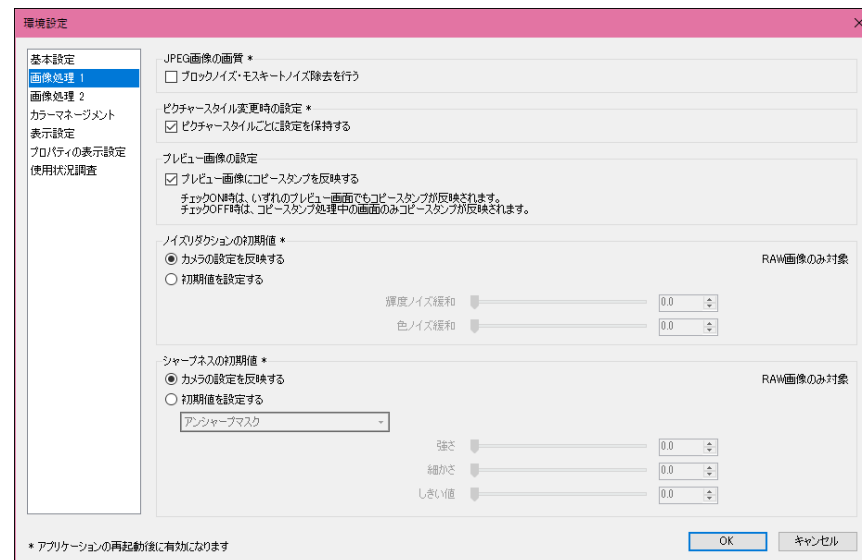 環境設定
基本設定
画像処理 1
画像処理 2
カラーマネージメント
表示設定
プロパティの表示設定
使用状況調査
JPEG画像の画質 *
ブロックノイズ・モスキートノイズ除去を行う
ピクチャースタイル変更時の設定 *
ピクチャースタイルごとに設定を保持する
プレビュー画像の設定
プレビュー画像にコピースタンプを反映する
チェックON時は、いずれのプレビュー画面でもコピースタンプが反映されます。
チェックOFF時は、コピースタンプ処理中の画面のみコピースタンプが反映されます。
ノイズリダクションの初期値 *
カメラの設定を反映する
RAW画像のみ対象
初期値を設定する
輝度ノイズ緩和 0.0
色ノイズ緩和 0.0
シャープネスの初期値 *
カメラの設定を反映する
RAW画像のみ対象
初期値を設定する
アンシャープマスク
強さ 0.0
細かさ 0.0
しきい値 0.0
* アプリケーションの再起動後に有効になります
OK キャンセル